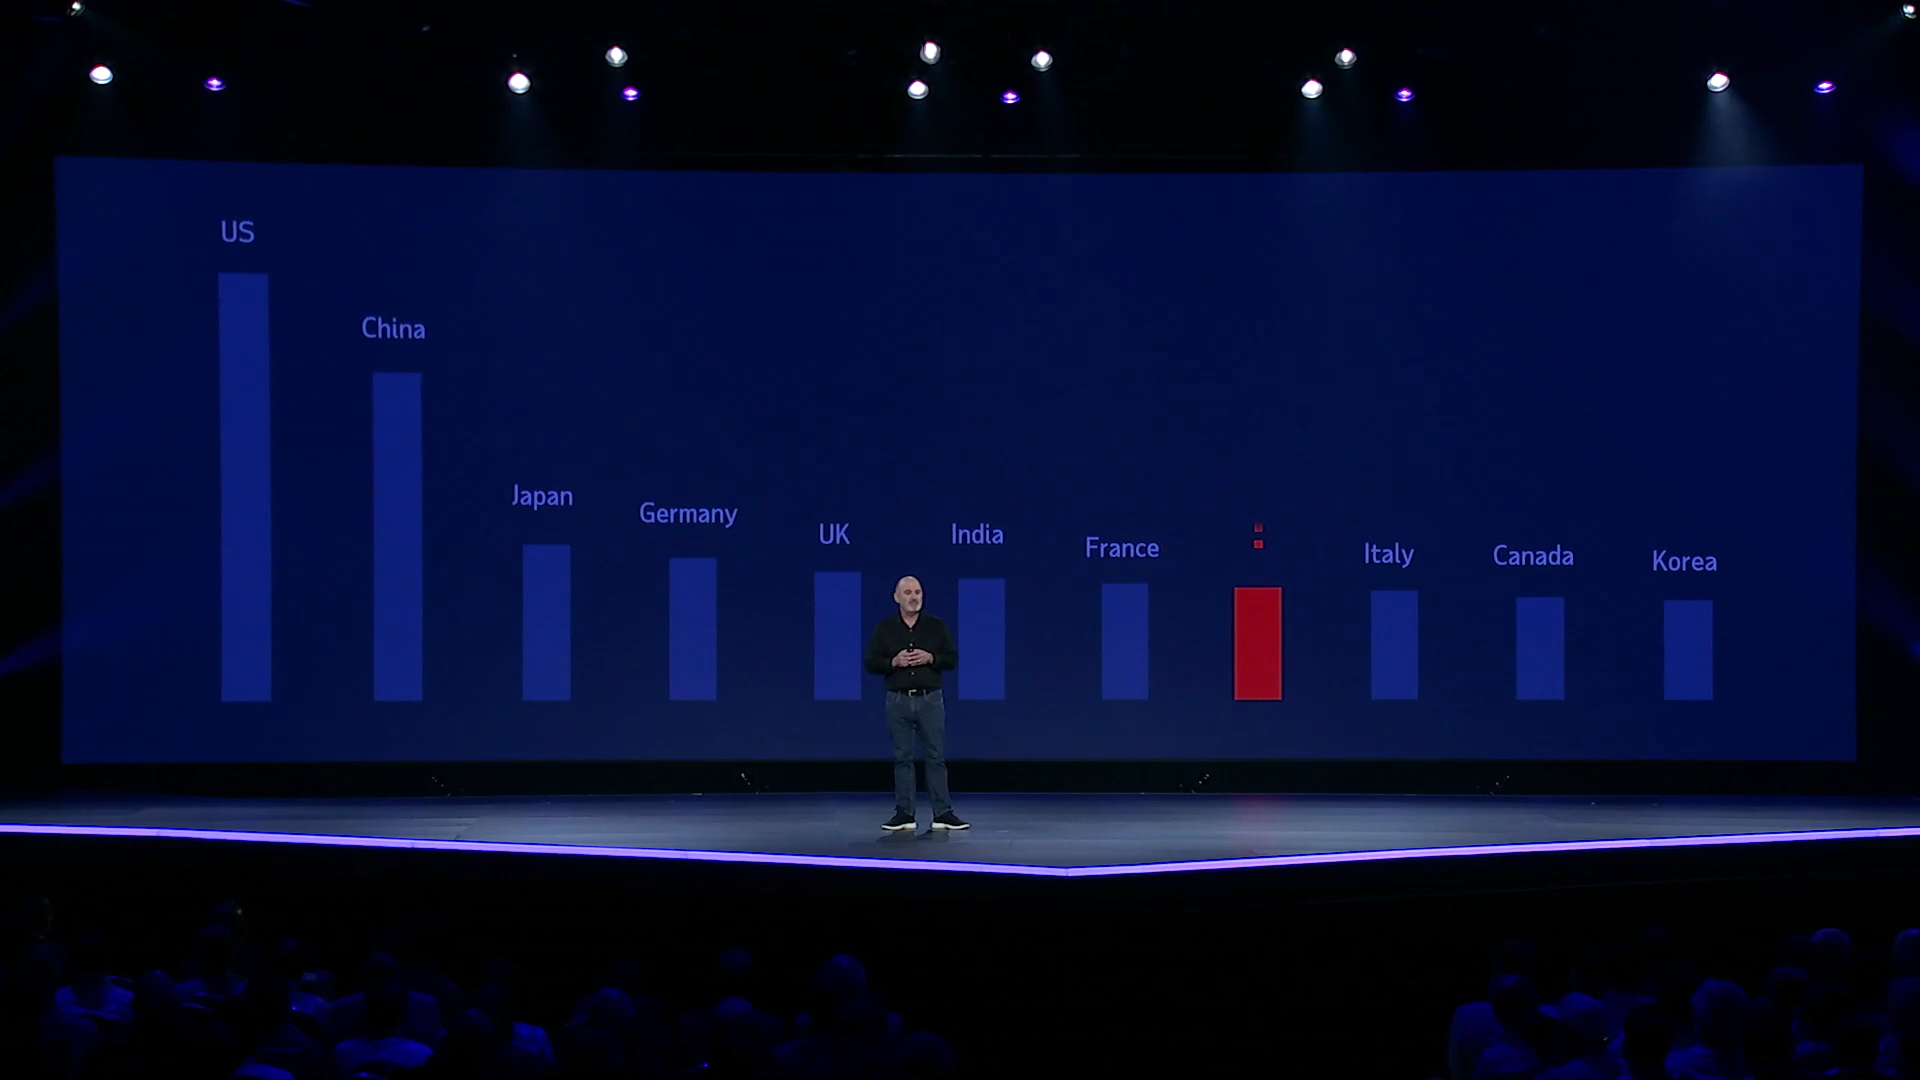 US
China
Japan
Germany
UK
India
France
Italy
Canada
Korea